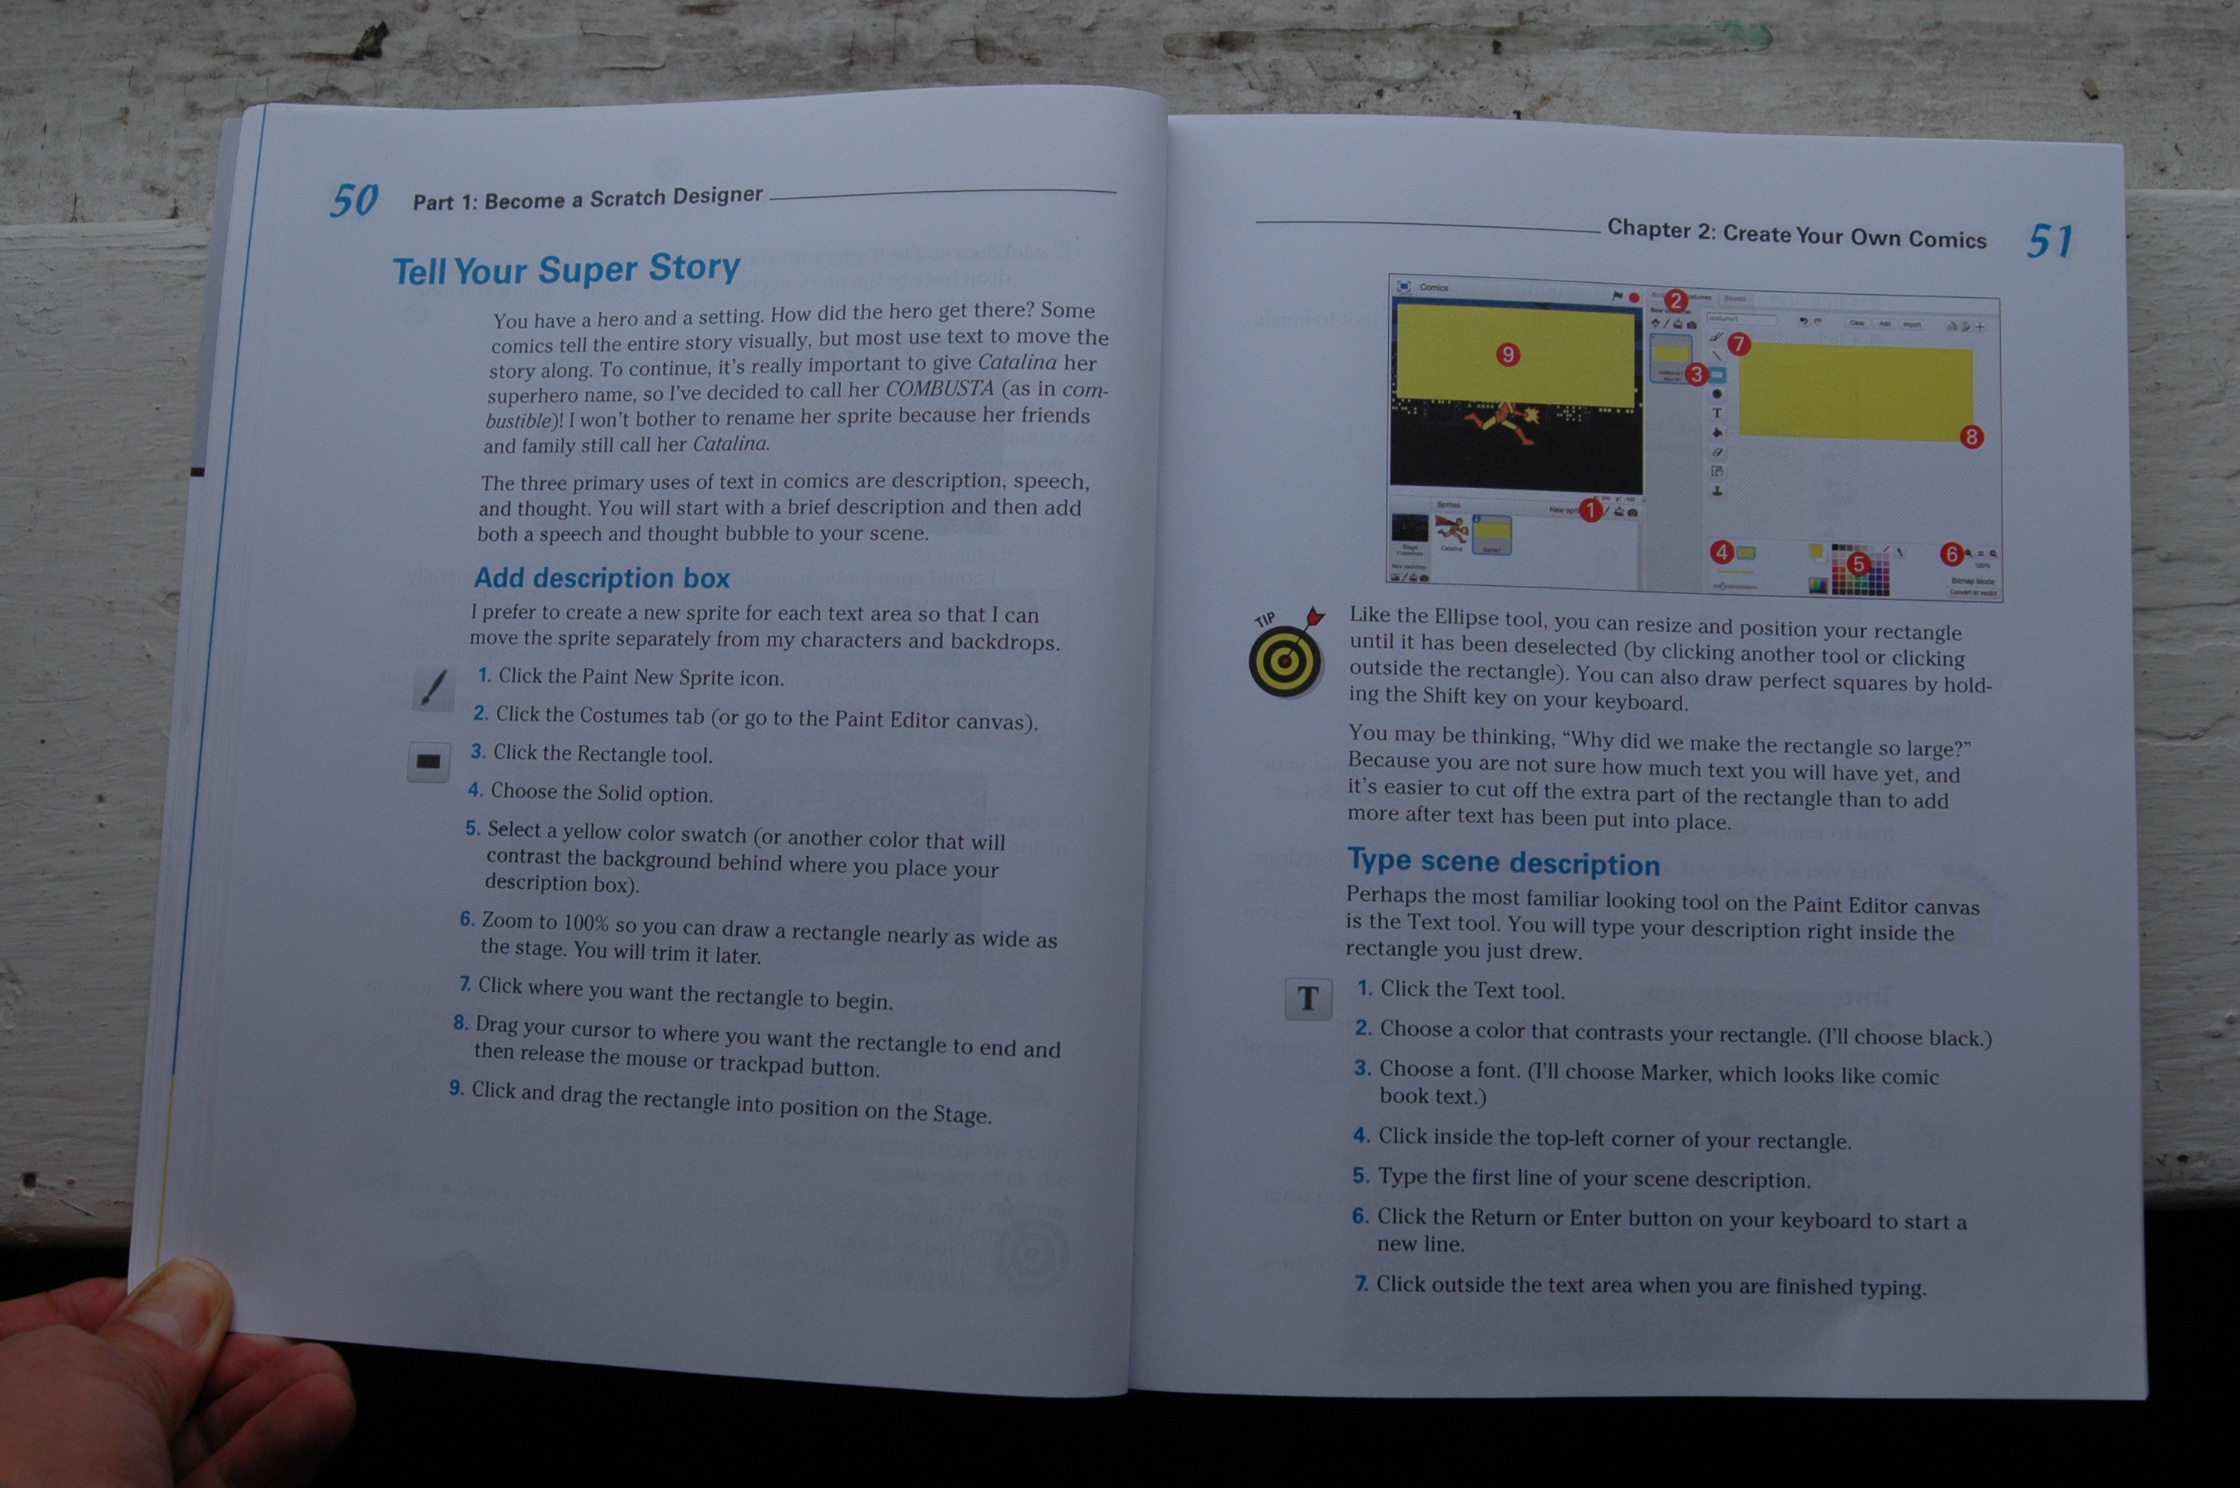 50 Part 1: Become a Scratch Designer
Tell Your Super Story
You have a hero and a setting. How did the hero get there? Some
comics tell the entire story visually, but most use text to move the
story along. To continue, it's really important to give Catalina her
superhero name, so I've decided to call her COMBUSTA (as in com-
bustible)! I won't bother to rename her sprite because her friends
and family still call her Catalina.
The three primary uses of text in comics are description, speech,
and thought. You will start with a brief description and then add
both a speech and thought bubble to your scene.
Add description box
I prefer to create a new sprite for each text area so that I can
move the sprite separately from my characters and backdrops.
1. Click the Paint New Sprite icon.
2. Click the Costumes tab (or go to the Paint Editor canvas).
3. Click the Rectangle tool.
4. Choose the Solid option.
5. Select a yellow color swatch (or another color that will
contrast the background behind where you place your
description box).
6. Zoom to 100% so you can draw a rectangle nearly as wide as
the stage. You will trim it later.
7. Click where you want the rectangle to begin.
8. Drag your cursor to where you want the rectangle to end and
then release the mouse or trackpad button.
9. Click and drag the rectangle into position on the Stage.
Chapter 2: Create Your Own Comics 51
Comics
2
Sounds
Clear Add Import
7
9
3
T
8
1
Sprites
Stage
Catalina
Sprite1
New backdrop
4
5
6
100%
Bitmap Mode
Convert to vector
TIP
Like the Ellipse tool, you can resize and position your rectangle
until it has been deselected (by clicking another tool or clicking
outside the rectangle). You can also draw perfect squares by hold-
ing the Shift key on your keyboard.
You may be thinking, “Why did we make the rectangle so large?”
Because you are not sure how much text you will have yet, and
it's easier to cut off the extra part of the rectangle than to add
more after text has been put into place.
Type scene description
Perhaps the most familiar looking tool on the Paint Editor canvas
is the Text tool. You will type your description right inside the
rectangle you just drew.
T
1. Click the Text tool.
2. Choose a color that contrasts your rectangle. (I'll choose black.)
3. Choose a font. (I'll choose Marker, which looks like comic
book text.)
4. Click inside the top-left corner of your rectangle.
5. Type the first line of your scene description.
6. Click the Return or Enter button on your keyboard to start a
new line.
7. Click outside the text area when you are finished typing.